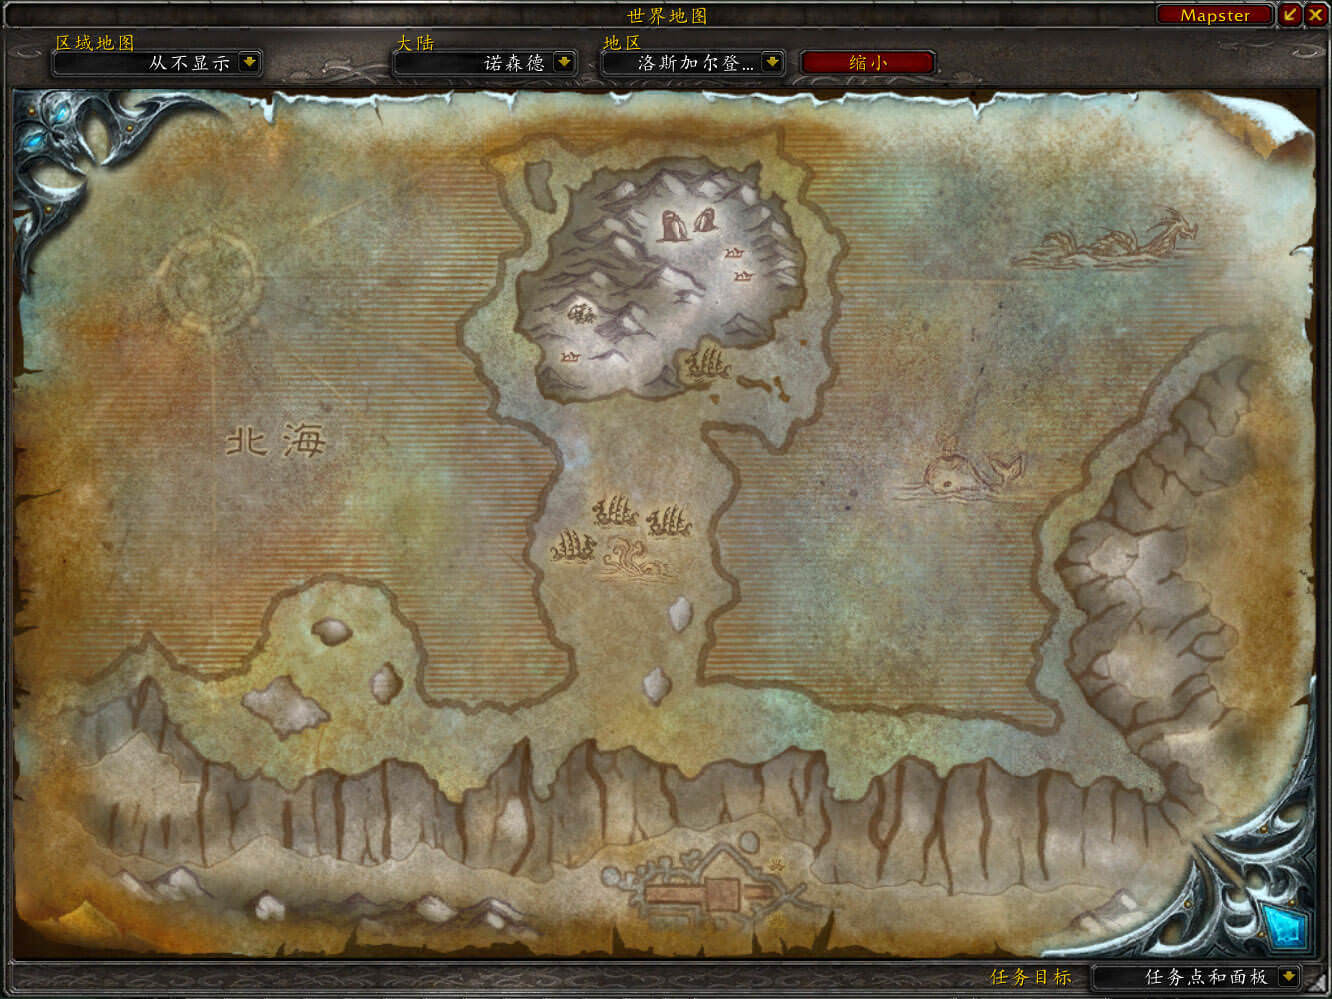 世界地图
Mapster
区域地图
大陆
地区
从不显示
诺森德
洛斯加尔登...
缩小
北海
任务目标
任务点和面板